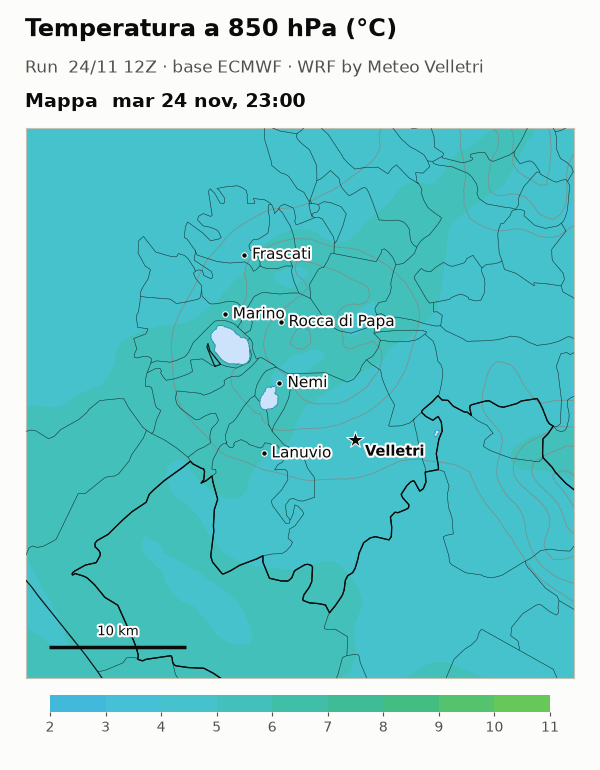 Temperatura a 850 hPa (°C)
Run  24/11 12Z · base ECMWF · WRF by Meteo Velletri
Mappa  mar 24 nov, 23:00
Frascati
Marino
Rocca di Papa
Nemi
Velletri
Lanuvio
10 km
2 3 4 5 6 7 8 9 10 11